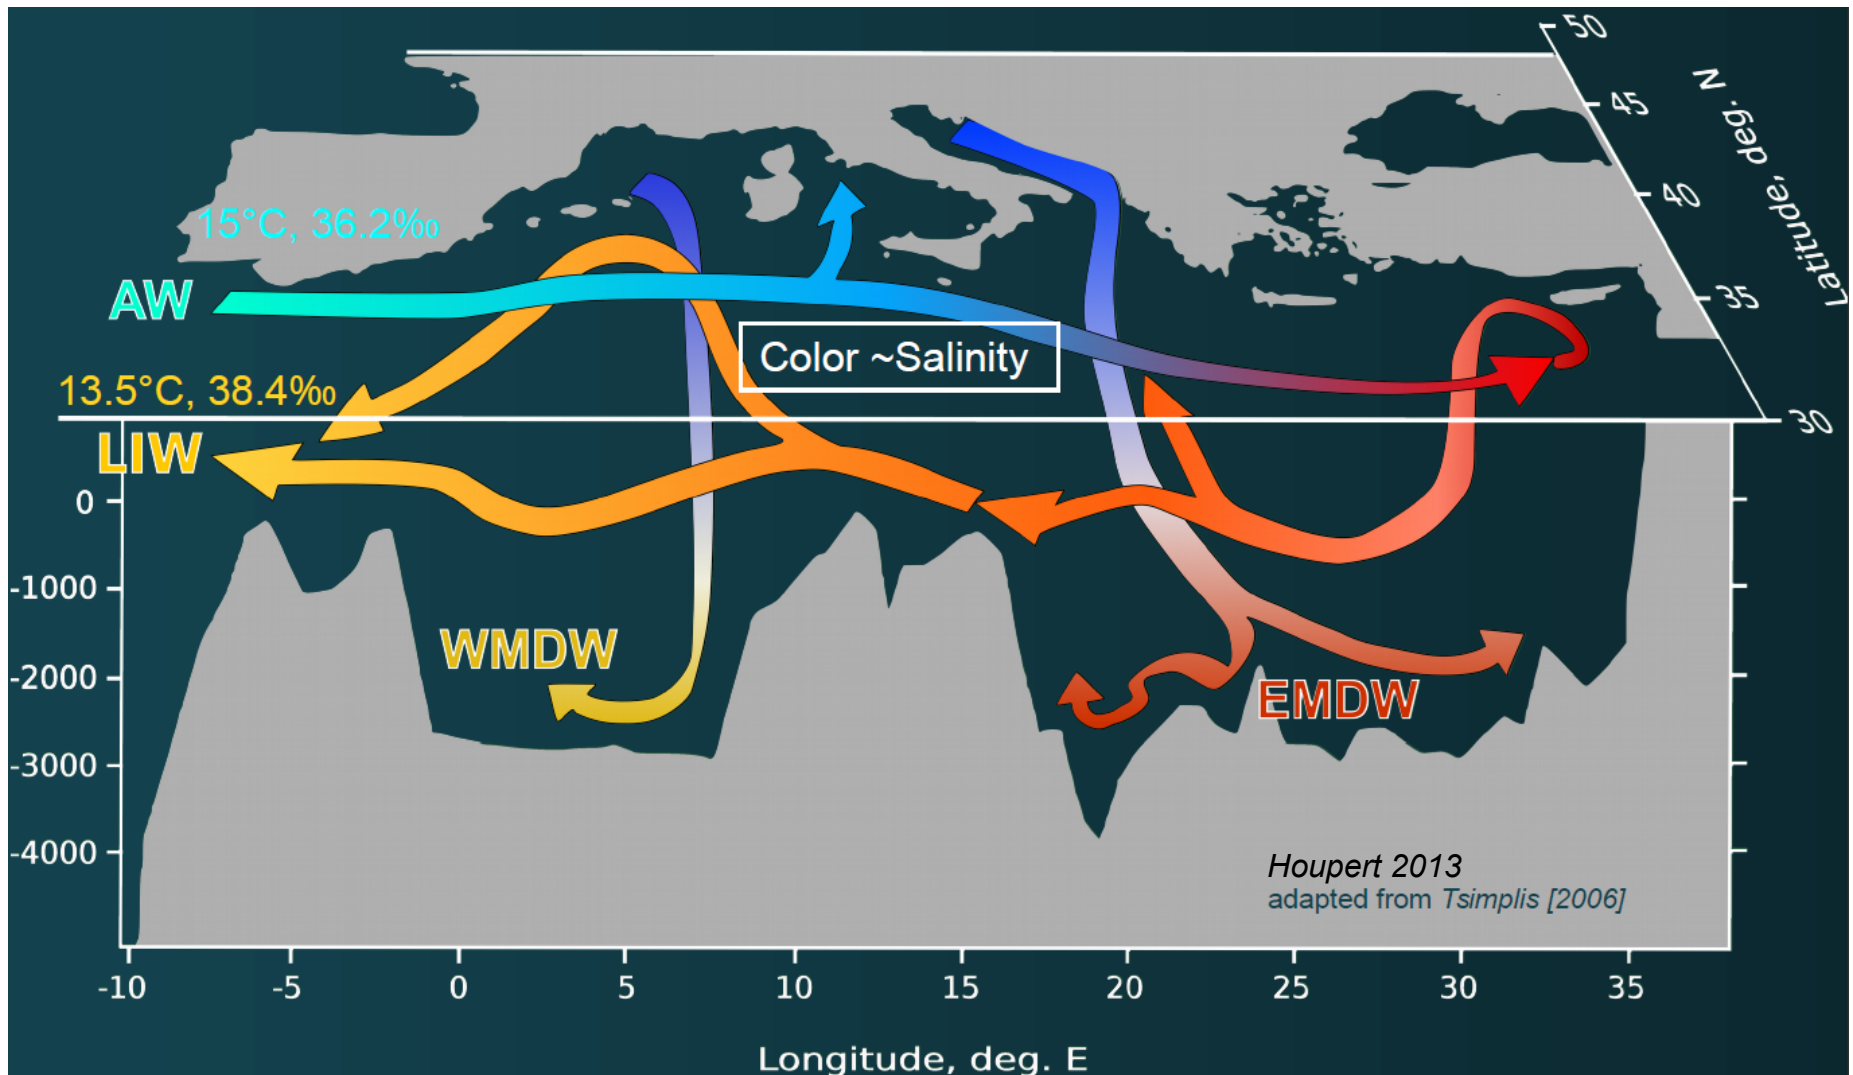 50
45
40
35
30
Latitude, deg. N
15°C, 36.2‰
AW
Color ~Salinity
13.5°C, 38.4‰
LIW
0
-1000
-2000
-3000
-4000
WMDW
EMDW
Houpert 2013
adapted from Tsimplis [2006]
-10 -5 0 5 10 15 20 25 30 35
Longitude, deg. E